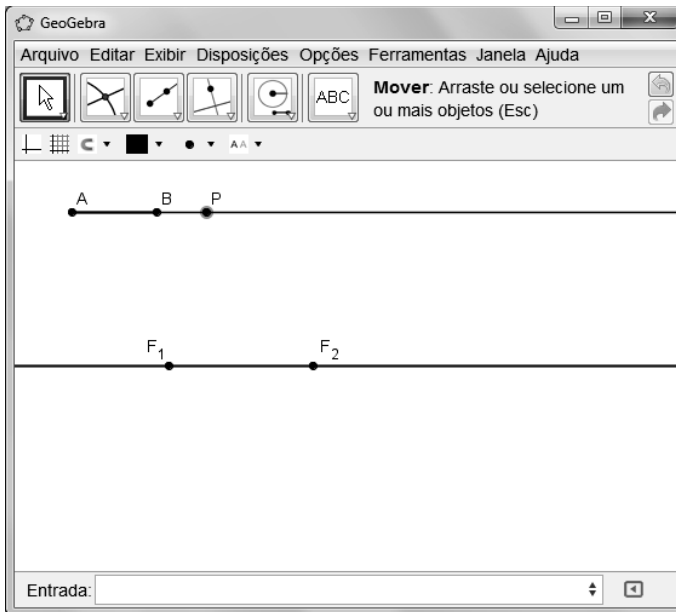 GeoGebra
Arquivo Editar Exibir Disposições Opções Ferramentas Janela Ajuda
ABC
Mover: Arraste ou selecione um
ou mais objetos (Esc)
AA
A B P
F1 F2
Entrada: